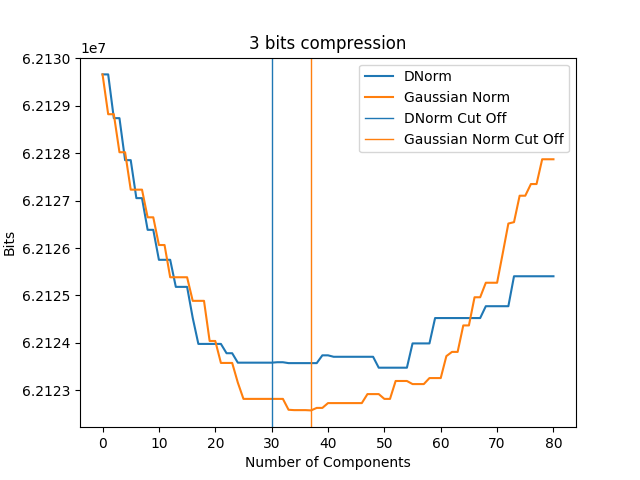 3 bits compression
1e7
6.2130
6.2129
6.2128
6.2127
6.2126
6.2125
6.2124
6.2123
Bits
DNorm
Gaussian Norm
DNorm Cut Off
Gaussian Norm Cut Off
0 10 20 30 40 50 60 70 80
Number of Components